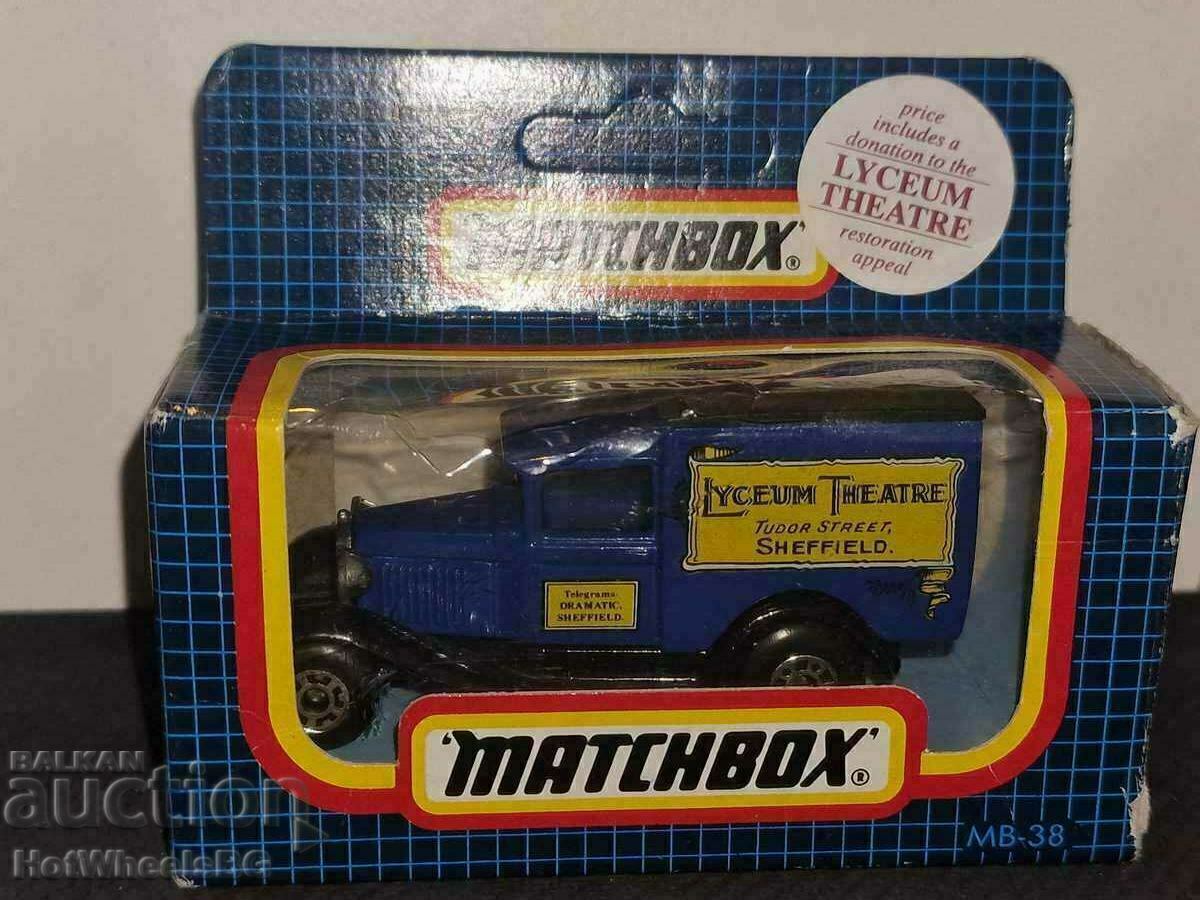 price
includes a
donation to the
LYCEUM
THEATRE
restoration
appeal
'MATCHBOX'®
LYCEUM THEATRE
TUDOR STREET,
SHEFFIELD.
Telegrams:
DRAMATIC,
SHEFFIELD.
'MATCHBOX'®
MB-38
BALKAN
auction
HotWheelsBG